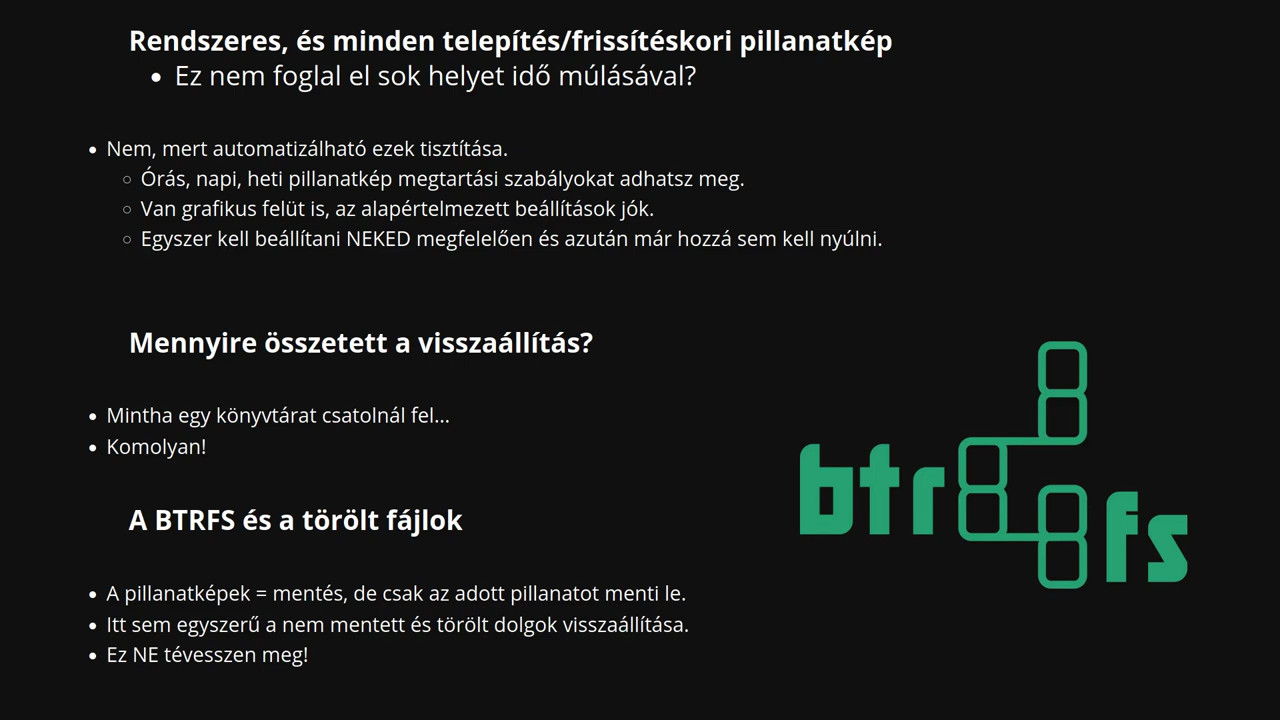 Rendszeres, és minden telepítés/frissítéskori pillanatkép
• Ez nem foglal el sok helyet idő múlásával?
• Nem, mert automatizálható ezek tisztítása.
○ Órás, napi, heti pillanatkép megtartási szabályokat adhatsz meg.
○ Van grafikus felüt is, az alapértelmezett beállítások jók.
○ Egyszer kell beállítani NEKED megfelelően és azután már hozzá sem kell nyúlni.
Mennyire összetett a visszaállítás?
• Mintha egy könyvtárat csatolnál fel...
• Komolyan!
A BTRFS és a törölt fájlok
• A pillanatképek = mentés, de csak az adott pillanatot menti le.
• Itt sem egyszerű a nem mentett és törölt dolgok visszaállítása.
• Ez NE tévesszen meg!
btr fs